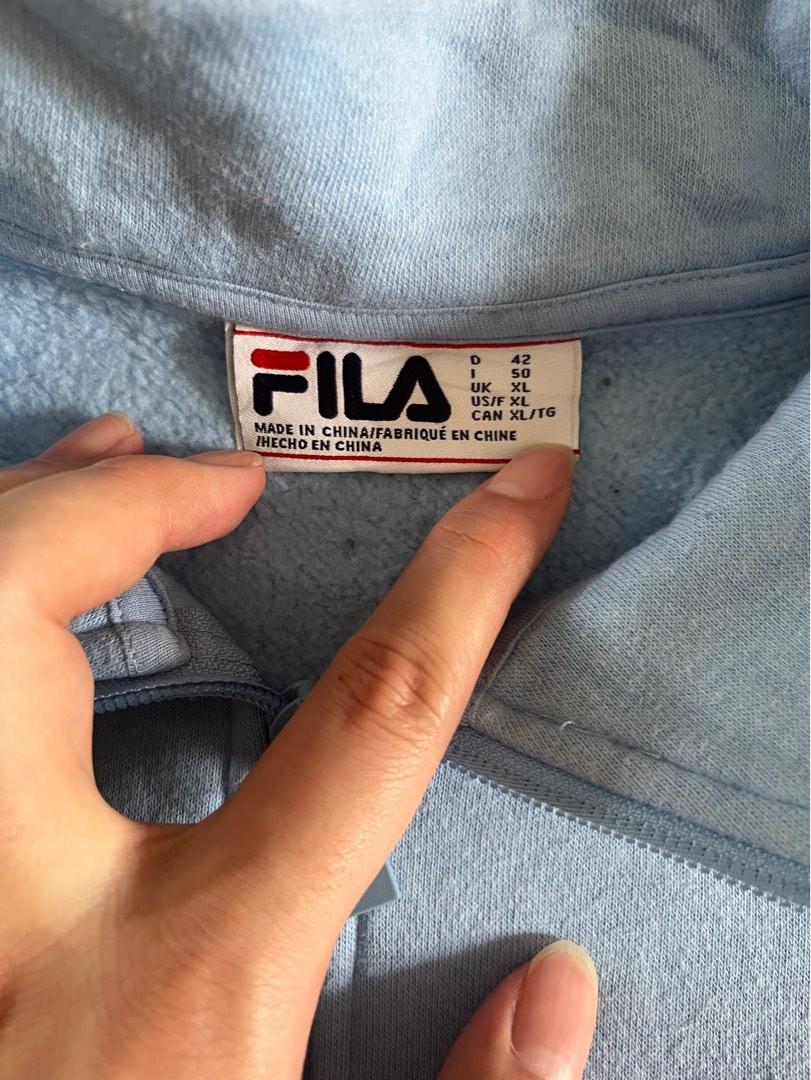 FILA
D 42
I 50
UK XL
US/F XL
CAN XL/TG
MADE IN CHINA/FABRIQUÉ EN CHINE
/HECHO EN CHINA